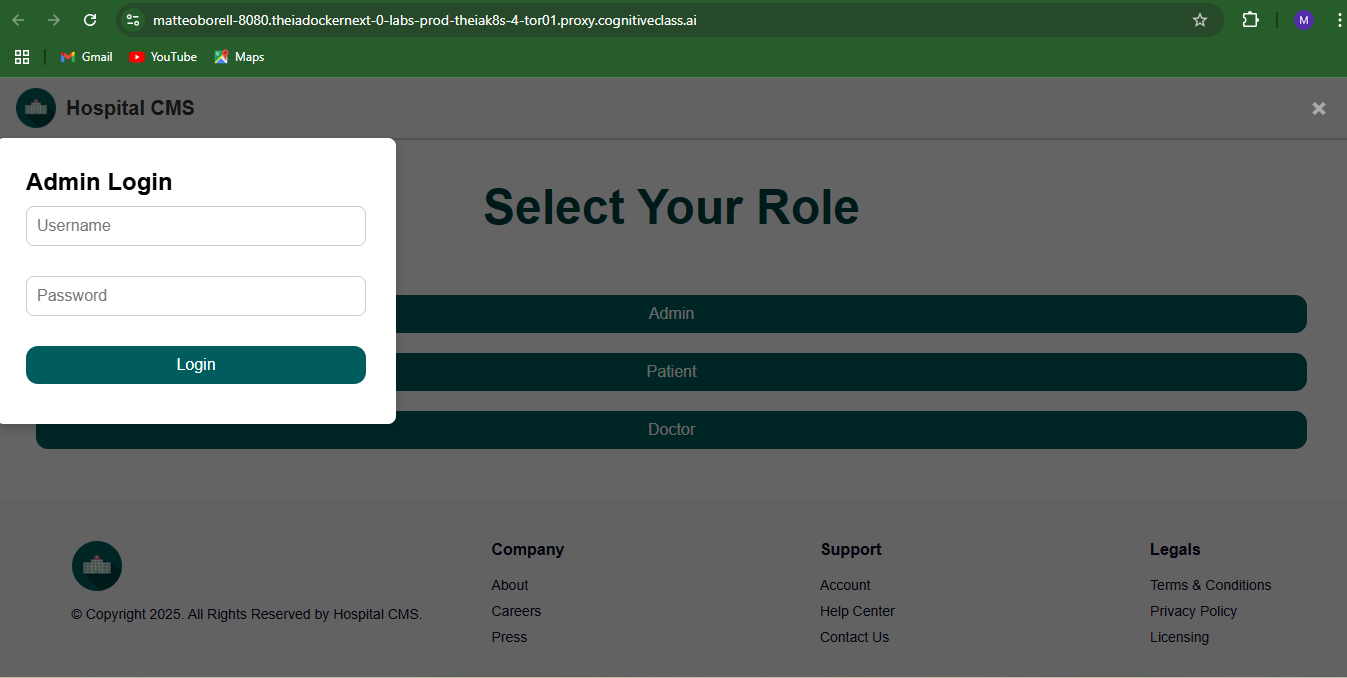 matteoborell-8080.theiadockernext-0-labs-prod-theiak8s-4-tor01.proxy.cognitiveclass.ai
M
Gmail
YouTube
Maps
Hospital CMS
×
Admin Login
Username
Password
Login
Select Your Role
Admin
Patient
Doctor
© Copyright 2025. All Rights Reserved by Hospital CMS.
Company
About
Careers
Press
Support
Account
Help Center
Contact Us
Legals
Terms & Conditions
Privacy Policy
Licensing